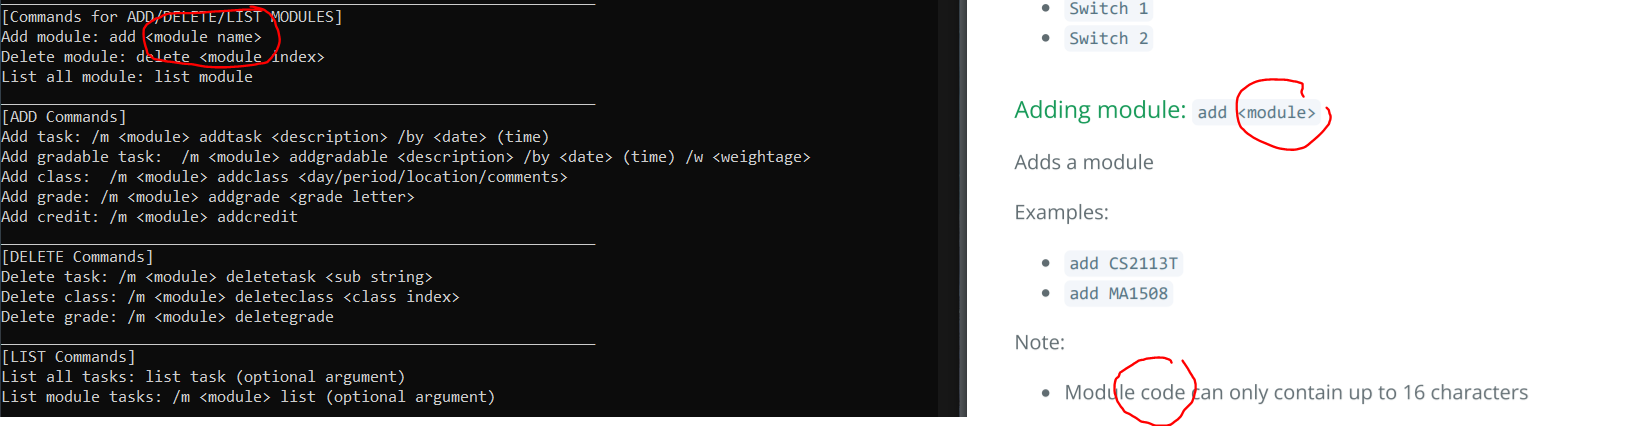 [Commands for ADD/DELETE/LIST MODULES]
Add module: add <module name>
Delete module: delete <module index>
List all module: list module
[ADD Commands]
Add task: /m <module> addtask <description> /by <date> (time)
Add gradable task:  /m <module> addgradable <description> /by <date> (time) /w <weightage>
Add class:  /m <module> addclass <day/period/location/comments>
Add grade: /m <module> addgrade <grade letter>
Add credit: /m <module> addcredit
[DELETE Commands]
Delete task: /m <module> deletetask <sub string>
Delete class: /m <module> deleteclass <class index>
Delete grade: /m <module> deletegrade
[LIST Commands]
List all tasks: list task (optional argument)
List module tasks: /m <module> list (optional argument)
• Switch 1
• Switch 2
Adding module: add <module>
Adds a module
Examples:
• add CS2113T
• add MA1508
Note:
• Module code can only contain up to 16 characters